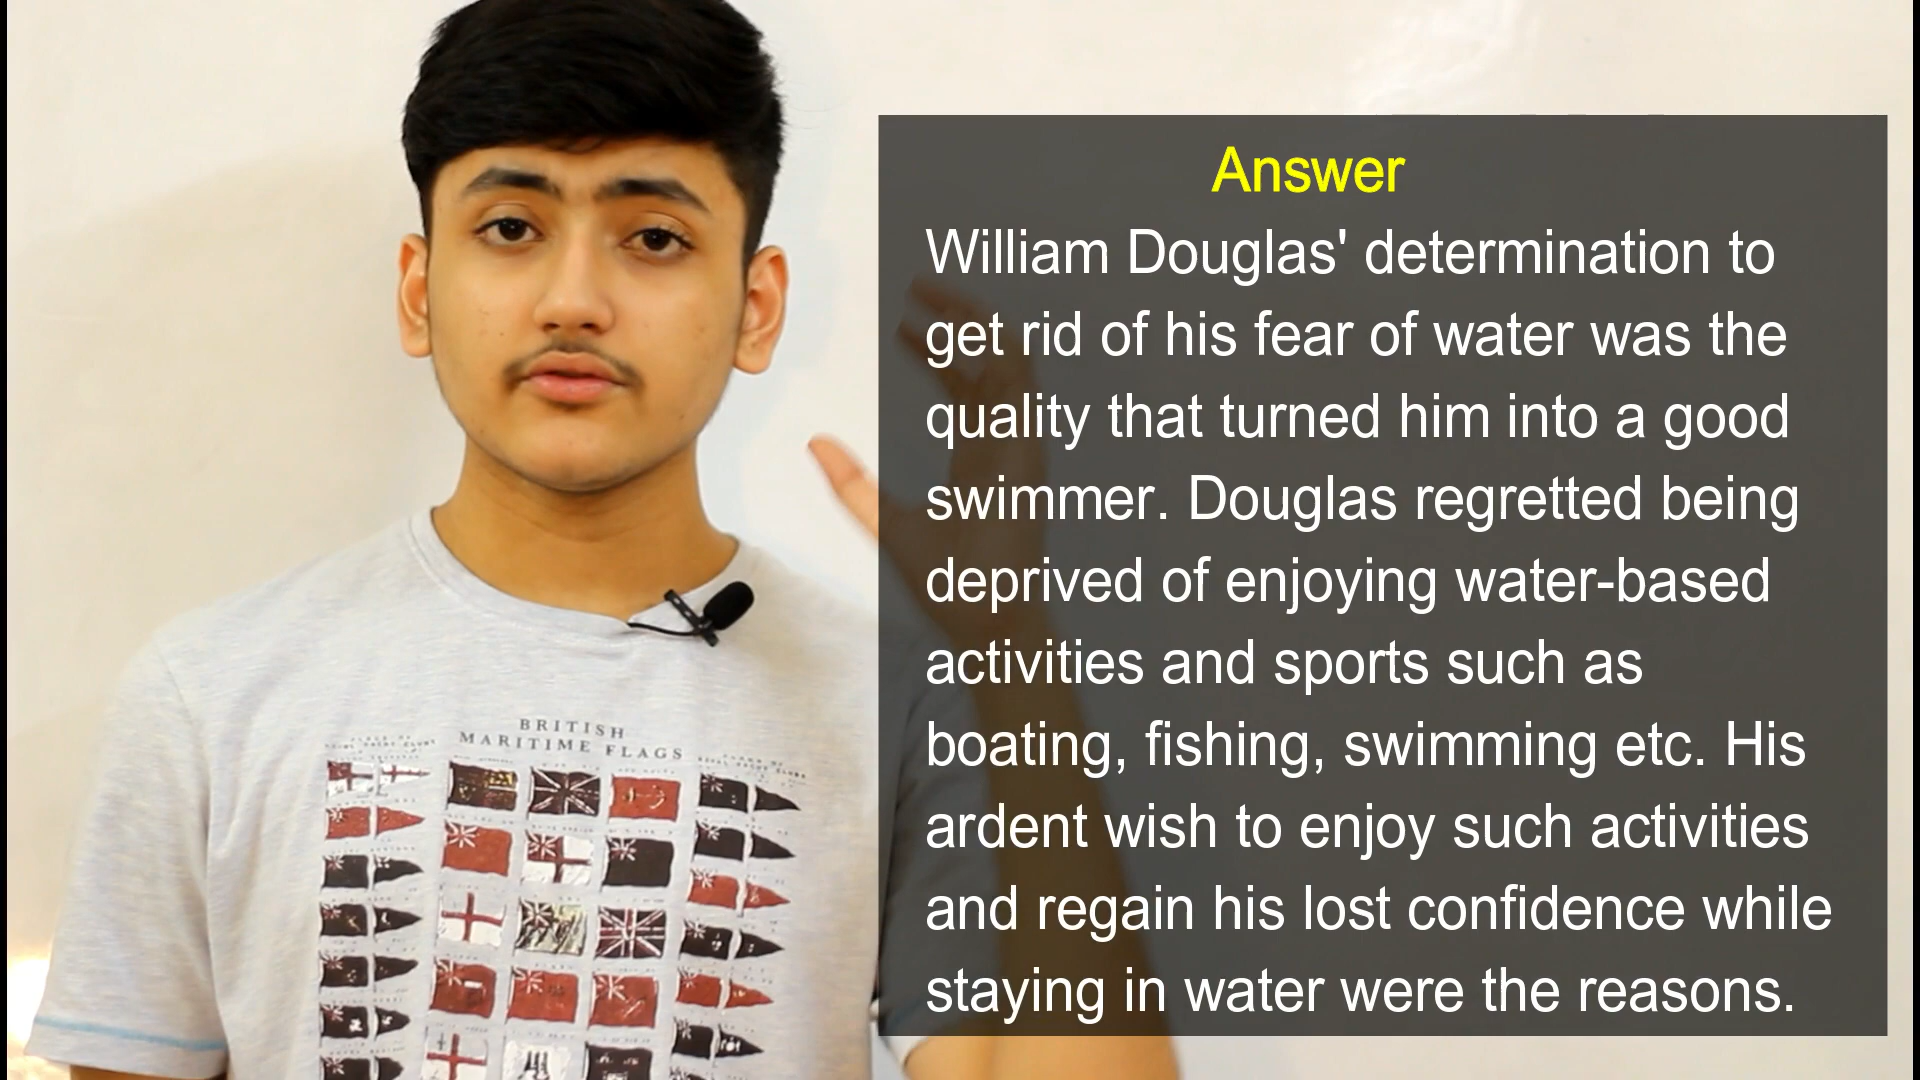 Answer
William Douglas' determination to
get rid of his fear of water was the
quality that turned him into a good
swimmer. Douglas regretted being
deprived of enjoying water-based
activities and sports such as
boating, fishing, swimming etc. His
ardent wish to enjoy such activities
and regain his lost confidence while
staying in water were the reasons.
BRITISH
MARITIME FLAGS